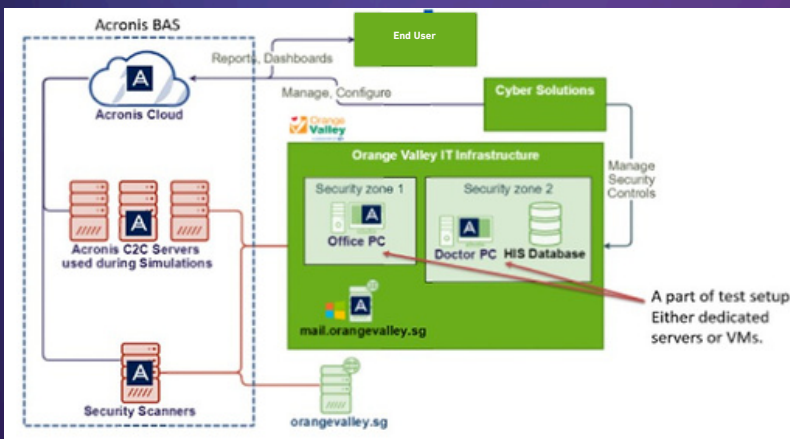 Acronis BAS
End User
Reports, Dashboards
Manage, Configure
Acronis Cloud
Cyber Solutions
Orange
Valley
Orange Valley IT Infrastructure
Manage
Security
Controls
Security zone 1
Security zone 2
Office PC
Doctor PC
HIS Database
Acronis C2C Servers
used during Simulations
A part of test setup
Either dedicated
servers or VMs.
mail.orangevalley.sg
Security Scanners
orangevalley.sg